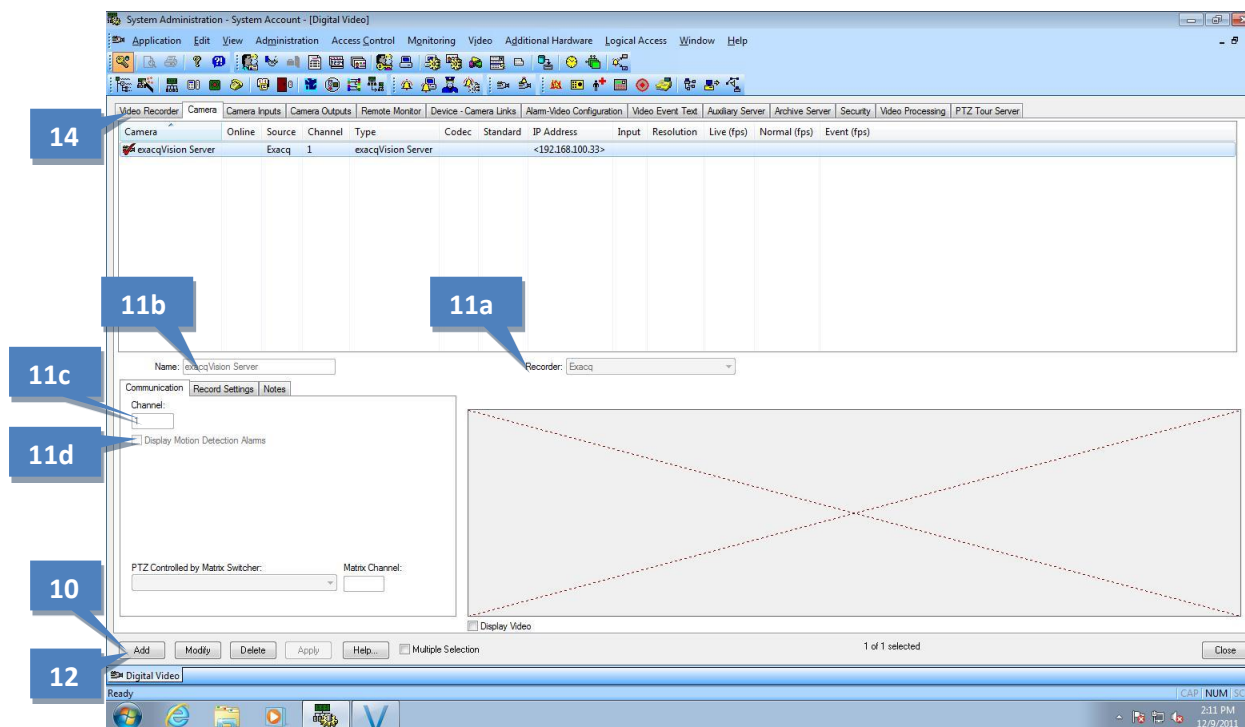 System Administration - System Account - [Digital Video]
Application Edit View Administration Access Control Monitoring Video Additional Hardware Logical Access Window Help
Video Recorder Camera Camera Inputs Camera Outputs Remote Monitor Device - Camera Links Alarm-Video Configuration Video Event Text Auxiliary Server Archive Server Security Video Processing PTZ Tour Server
14
Camera Online Source Channel Type Codec Standard IP Address Input Resolution Live (fps) Normal (fps) Event (fps)
exacqVision Server Exacq 1 exacqVision Server <192.168.100.33>
11b 11a
Name: exacqVision Server Recorder: Exacq
11c
Communication Record Settings Notes
Channel:
1
11d
Display Motion Detection Alarms
PTZ Controlled by Matrix Switcher: Matrix Channel:
10
Display Video
Add Modify Delete Apply Help... Multiple Selection 1 of 1 selected Close
12
Digital Video
Ready CAP NUM SC
2:11 PM
12/9/2011